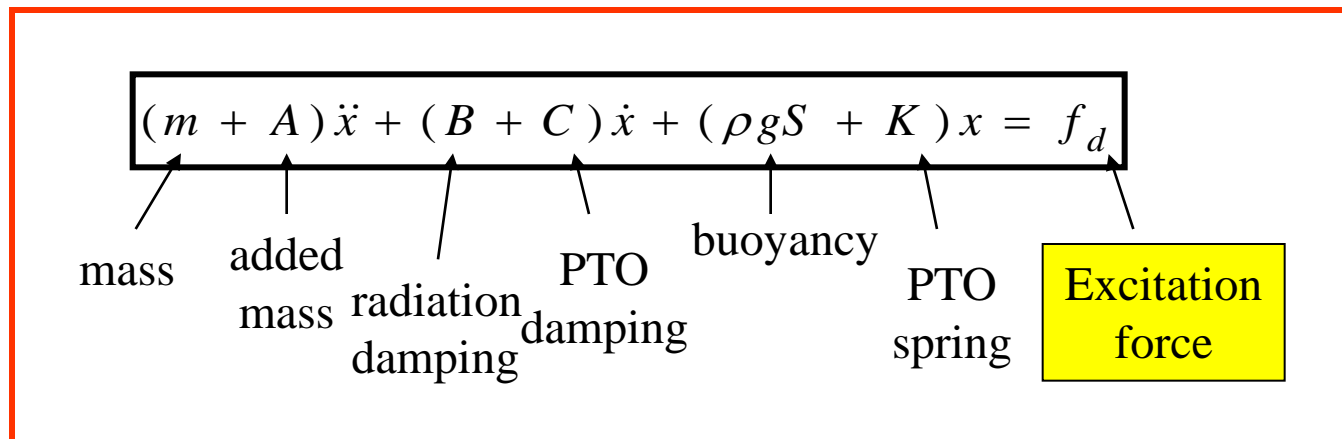 (m + A)ẍ + (B + C)ẋ + (ρgS + K)x = f_d
mass
added
mass
radiation
damping
PTO
damping
buoyancy
PTO
spring
Excitation
force